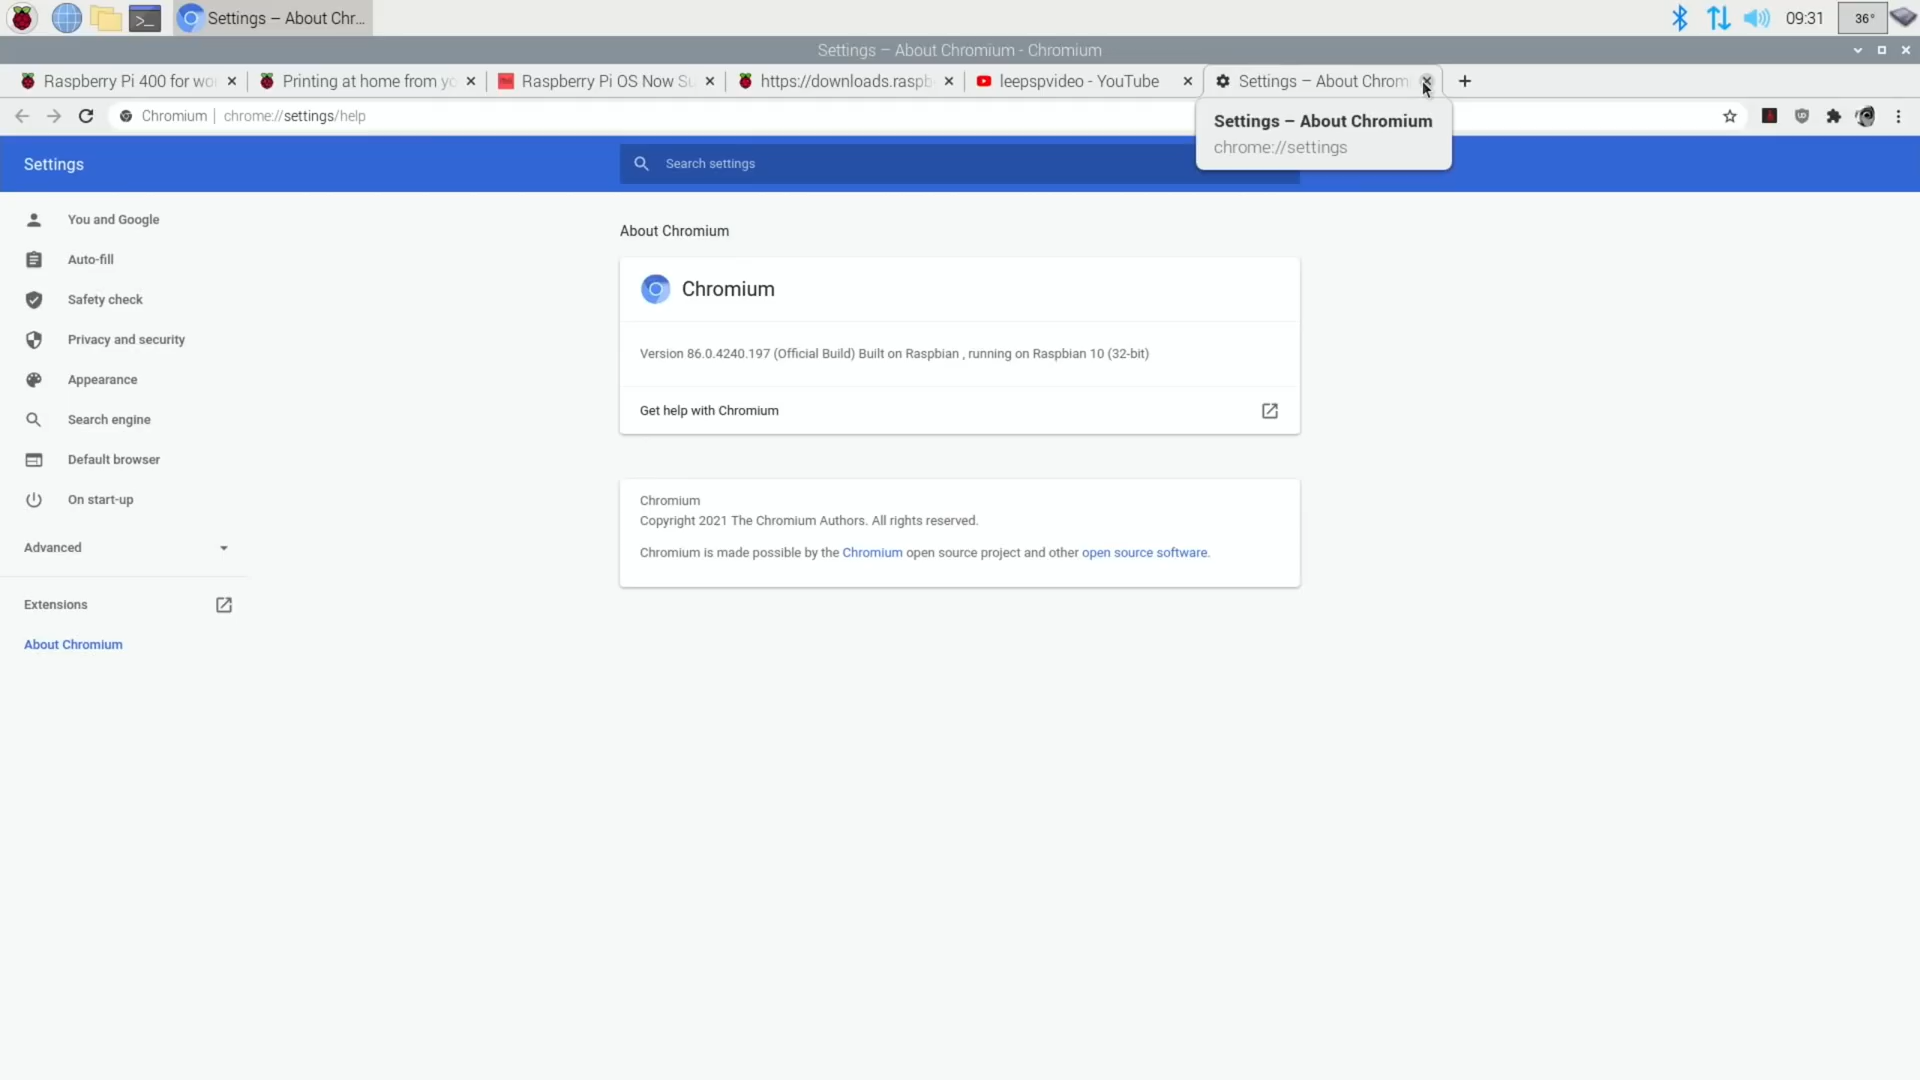 Settings – About Chr...
09:31
36°
Settings – About Chromium - Chromium
Raspberry Pi 400 for wo
Printing at home from yo
Raspberry Pi OS Now Su
https://downloads.raspb
leepspvideo - YouTube
Settings – About Chrom
Chromium | chrome://settings/help
Settings – About Chromium
chrome://settings
Settings
Search settings
You and Google
Auto-fill
Safety check
Privacy and security
Appearance
Search engine
Default browser
On start-up
Advanced
Extensions
About Chromium
About Chromium
Chromium
Version 86.0.4240.197 (Official Build) Built on Raspbian , running on Raspbian 10 (32-bit)
Get help with Chromium
Chromium
Copyright 2021 The Chromium Authors. All rights reserved.
Chromium is made possible by the Chromium open source project and other open source software.